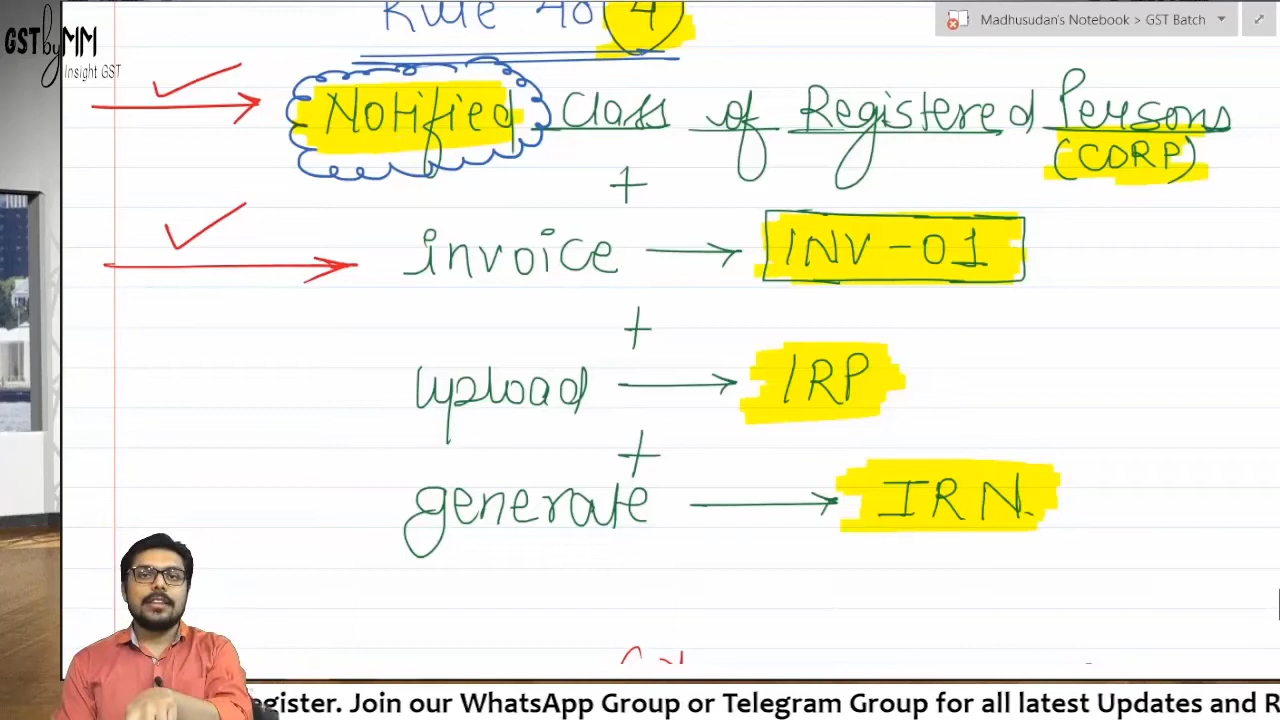 Rule 48 4
Madhusudan's Notebook > GST Batch
GST by MM
Insight GST
Notified Class of Registered Persons
(CORP)
+
invoice → INV-01
+
upload → IRP
+
generate → IRN.
gister. Join our WhatsApp Group or Telegram Group for all latest Updates and R